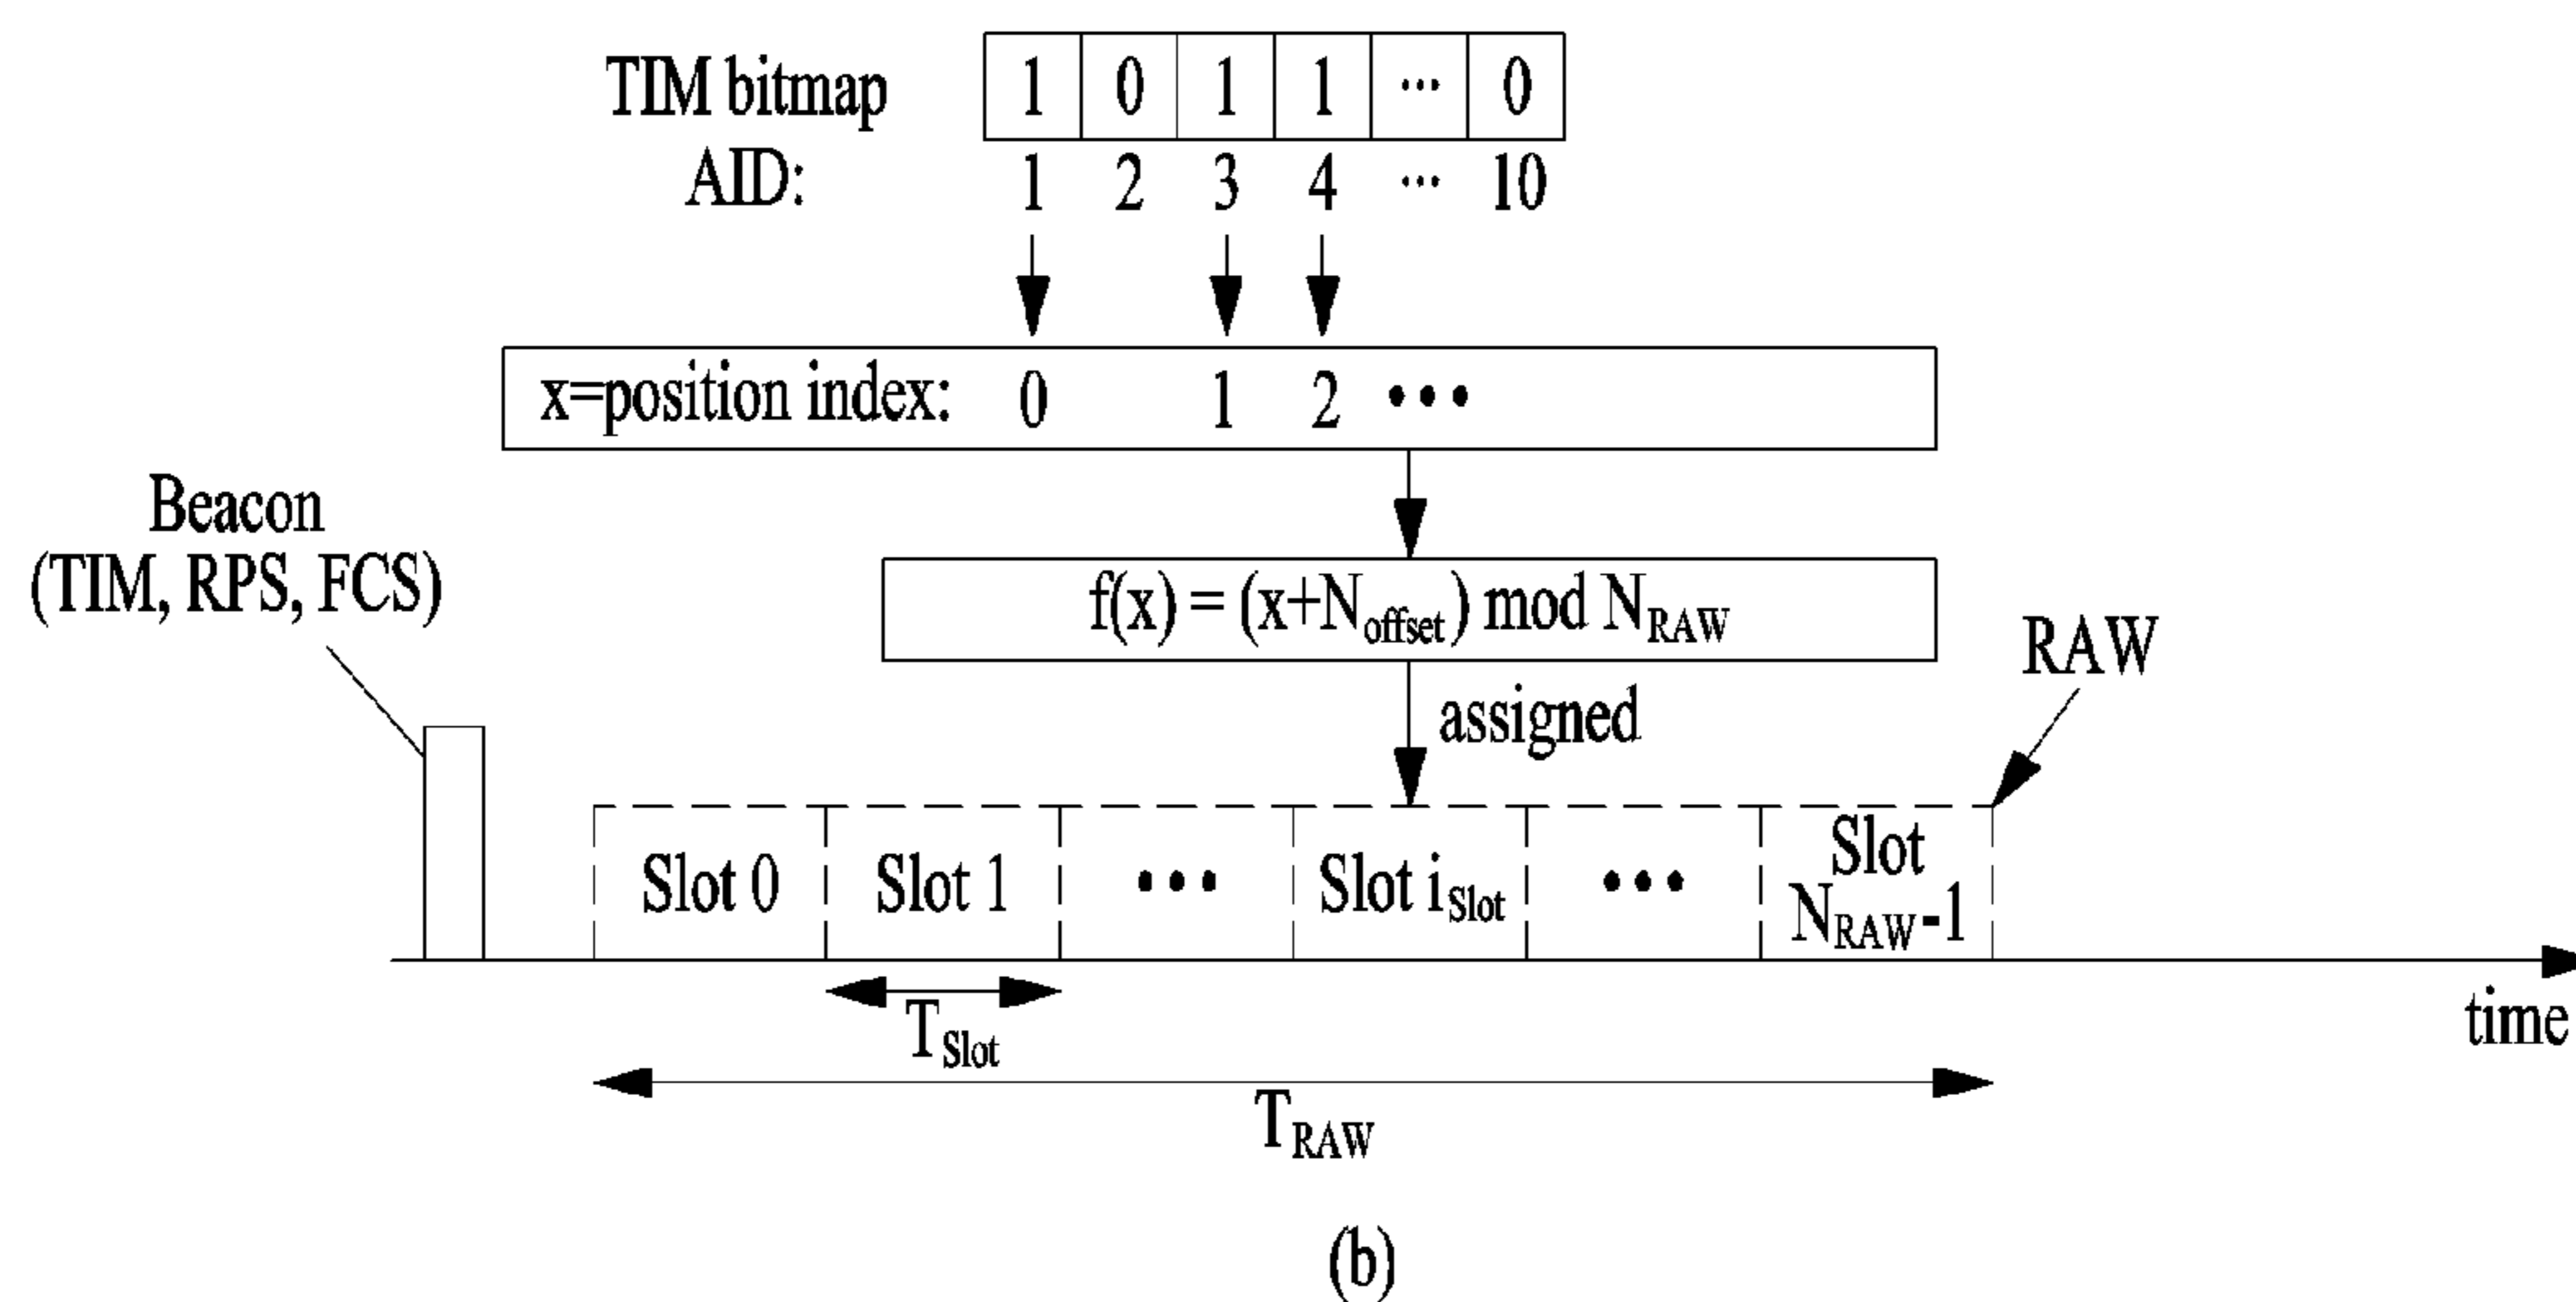 TIM bitmap 1 0 1 1 ... 0
AID: 1 2 3 4 ... 10
x=position index: 0 1 2 •••
Beacon
(TIM, RPS, FCS)
f(x) = (x+Noffset) mod NRAW
RAW
assigned
Slot 0 Slot 1 ••• Slot islot ••• Slot
NRAW-1
Tslot
time
TRAW
(b)